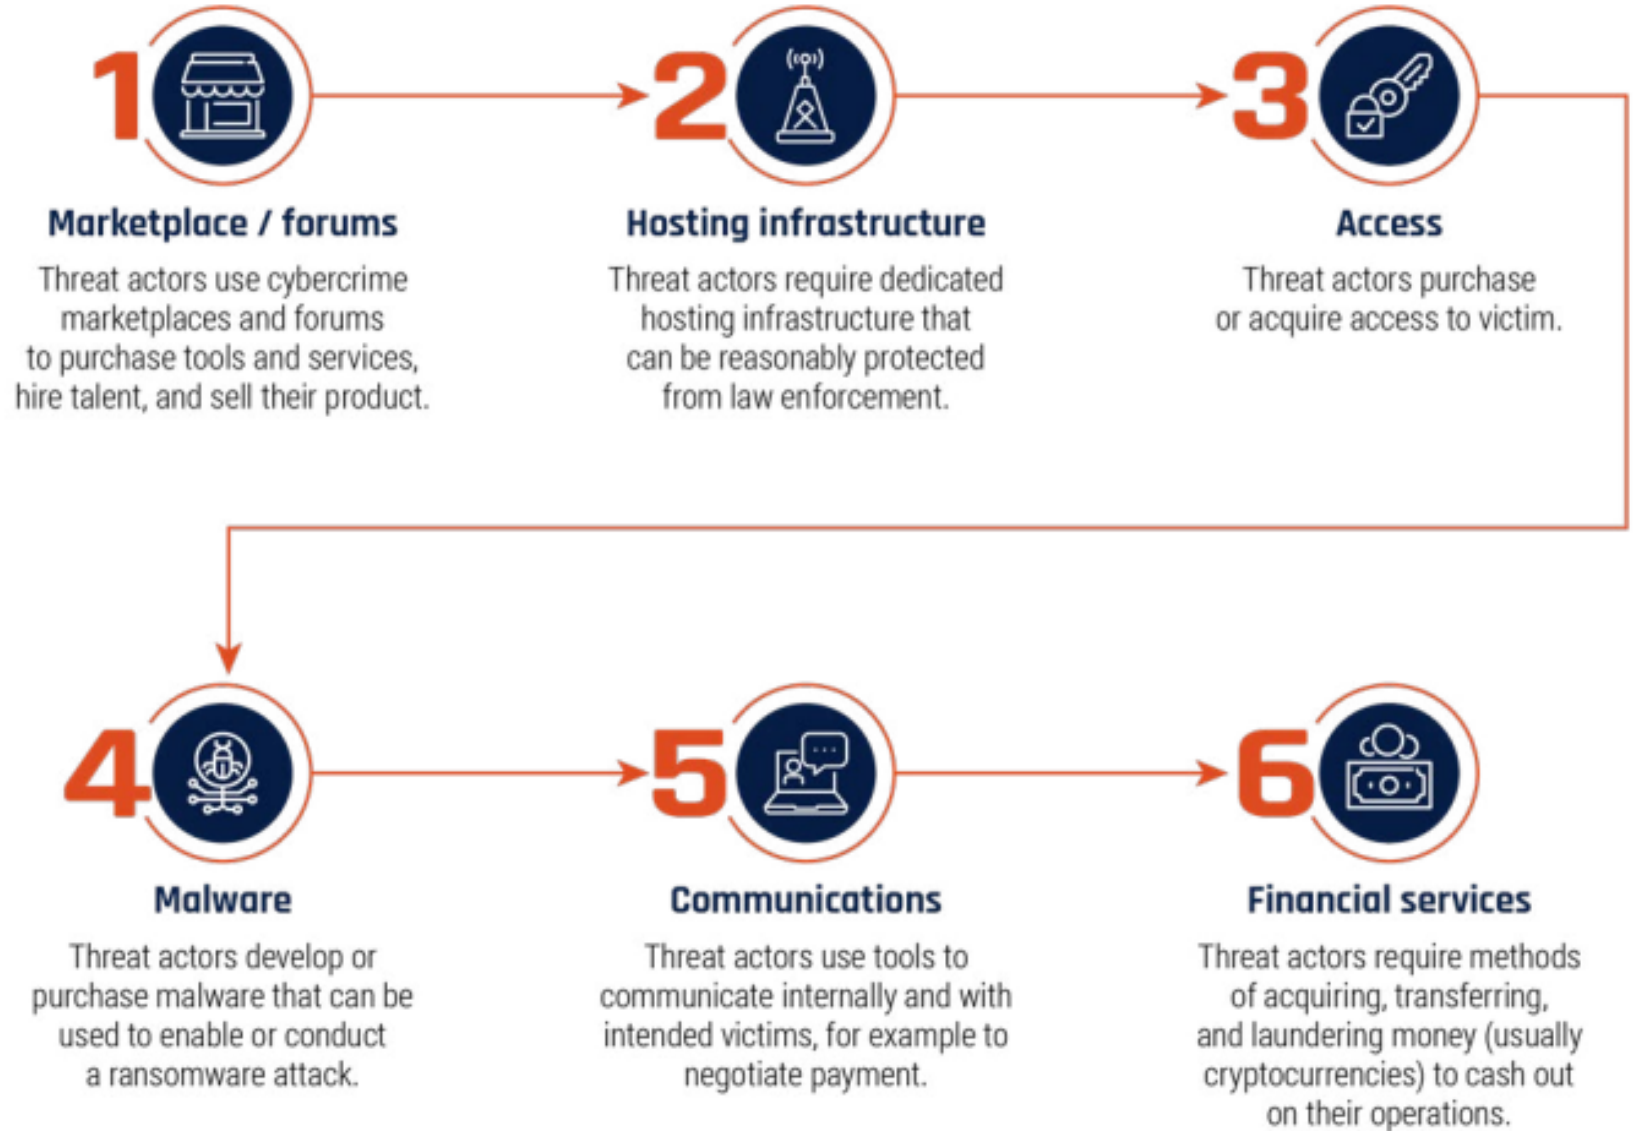 1
Marketplace / forums
Threat actors use cybercrime
marketplaces and forums
to purchase tools and services,
hire talent, and sell their product.
2
Hosting infrastructure
Threat actors require dedicated
hosting infrastructure that
can be reasonably protected
from law enforcement.
3
Access
Threat actors purchase
or acquire access to victim.
4
Malware
Threat actors develop or
purchase malware that can be
used to enable or conduct
a ransomware attack.
5
Communications
Threat actors use tools to
communicate internally and with
intended victims, for example to
negotiate payment.
6
Financial services
Threat actors require methods
of acquiring, transferring,
and laundering money (usually
cryptocurrencies) to cash out
on their operations.